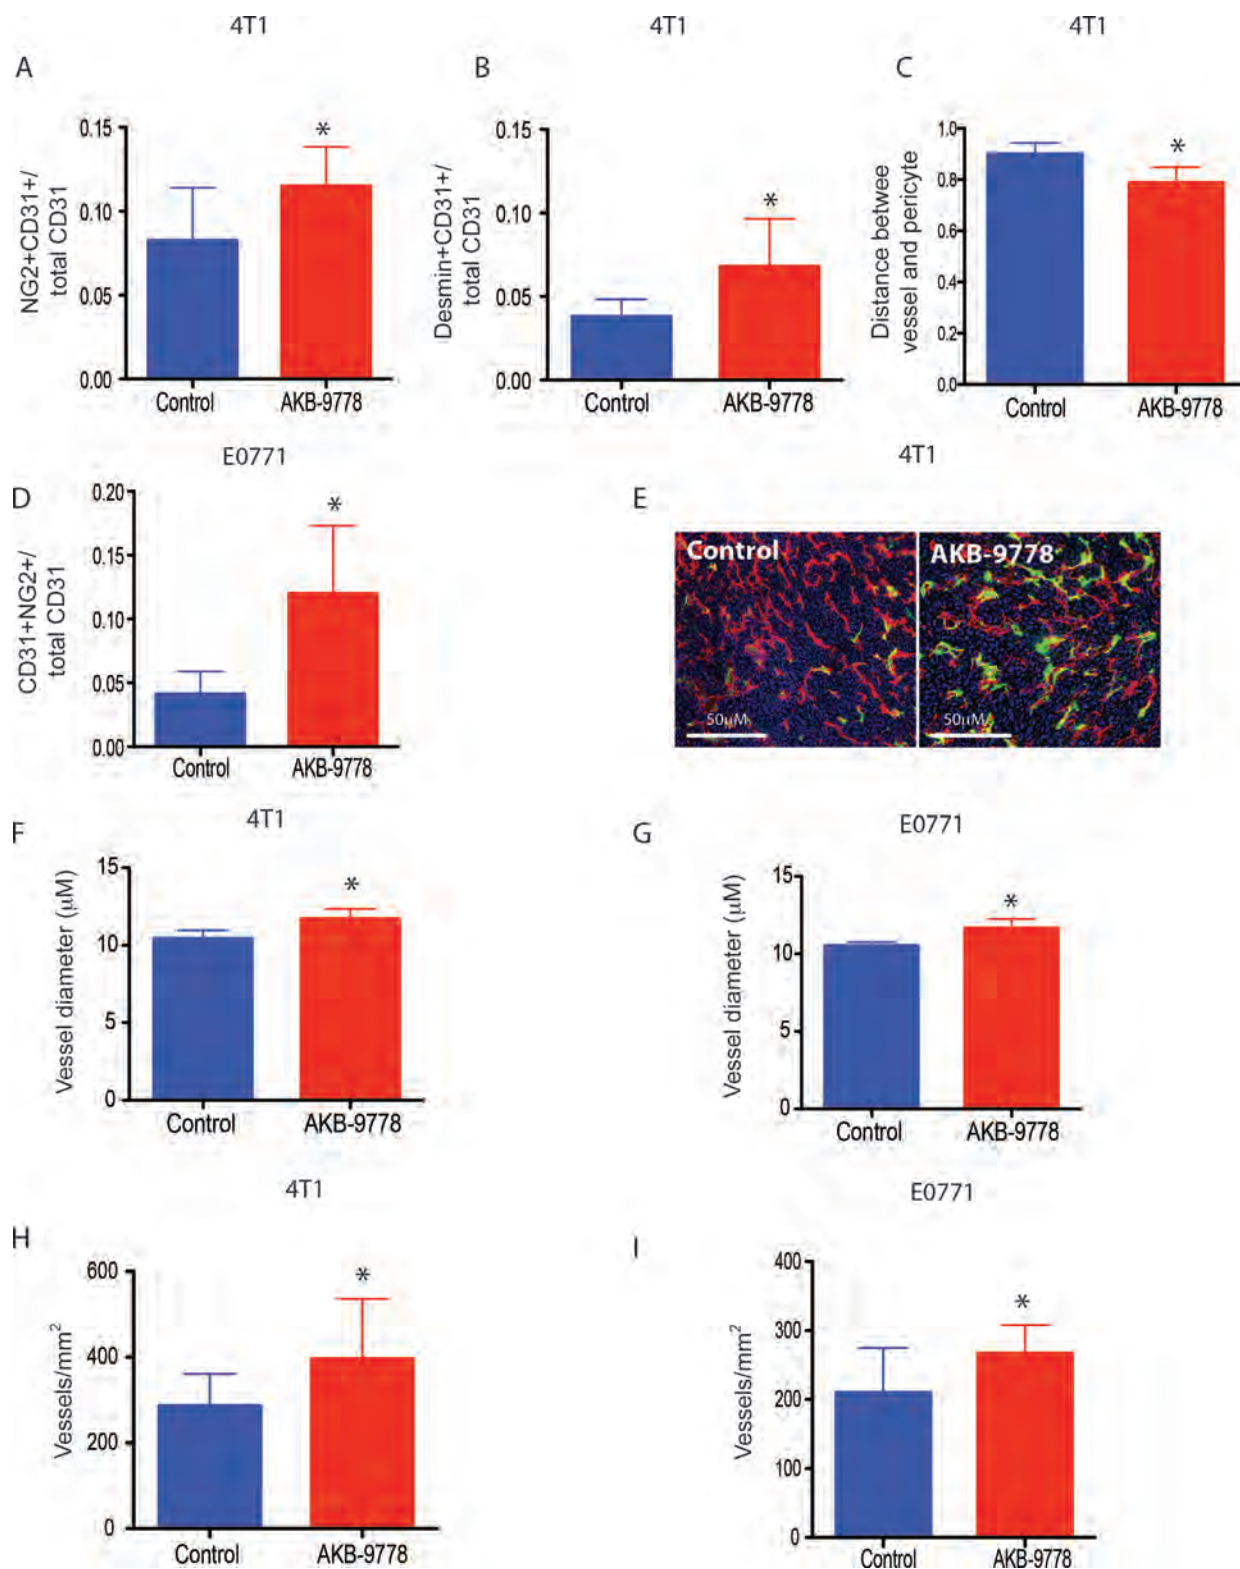 4T1
4T1
4T1
A
B
C
NG2+CD31+/
total CD31
0.15
0.10
0.05
0.00
*
Control
AKB-9778
Desmin+CD31+/
total CD31
0.15
0.10
0.05
0.00
*
Control
AKB-9778
Distance betwee
vessel and pericyte
1.0
0.8
0.6
0.4
0.2
0.0
*
Control
AKB-9778
E0771
4T1
D
E
CD31+NG2+/
total CD31
0.20
0.15
0.10
0.05
0.00
*
Control
AKB-9778
Control
AKB-9778
50μM
50μM
4T1
E0771
F
G
Vessel diameter (μM)
15
10
5
0
*
Control
AKB-9778
Vessel diameter (μM)
15
10
5
0
*
Control
AKB-9778
4T1
E0771
H
I
Vessels/mm²
600
400
200
0
*
Control
AKB-9778
Vessels/mm²
400
300
200
100
0
*
Control
AKB-9778